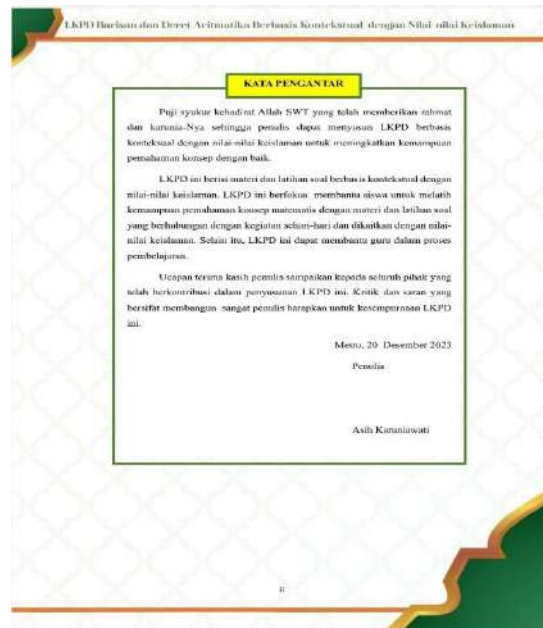 LKPD Barisan dan Deret Aritmatika Berbasis Kontekstual dengan Nilai-nilai Keislaman
KATA PENGANTAR
Puji syukur kehadirat Allah SWT yang telah memberikan rahmat
dan karunia-Nya sehingga penulis dapat menyusun LKPD berbasis
konteksual dengan nilai-nilai keislaman untuk meningkatkan kemampuan
pemahaman konsep dengan baik.
LKPD ini berisi materi dan latihan soal berbasis kontekstual dengan
nilai-nilai keislaman. LKPD ini berfokus membantu siswa untuk melatih
kemampuan pemahaman konsep matematis dengan materi dan latihan soal
yang berhubungan dengan kegiatan sehari-hari dan dikaitkan dengan nilai-
nilai keislaman. Selain itu, LKPD ini dapat membantu guru dalam proses
pembelajaran.
Ucapan terima kasih penulis sampaikan kepada seluruh pihak yang
telah berkontribusi dalam penyusunan LKPD ini. Kritik dan saran yang
bersifat membangun sangat penulis harapkan untuk kesempurnaan LKPD
ini.
Metro, 20 Desember 2023
Penulis
Asih Karuniawati
ii